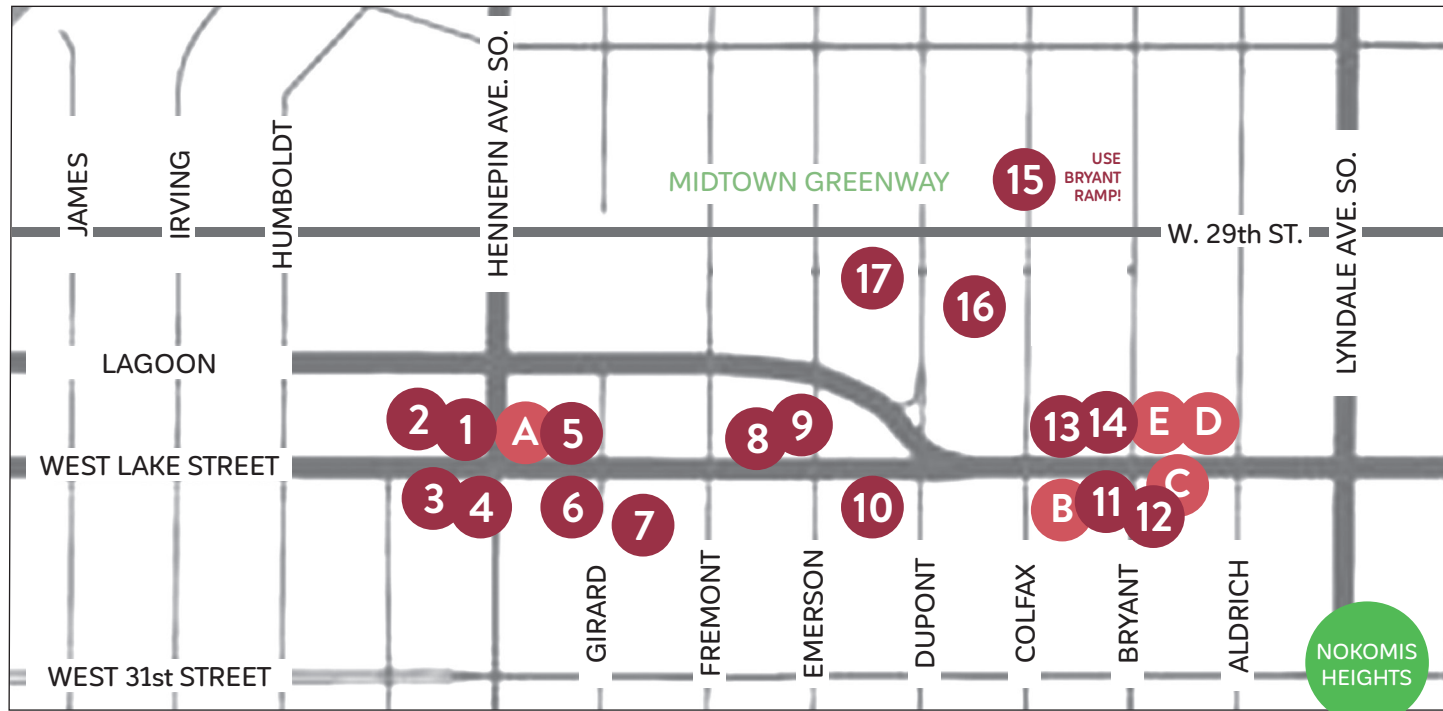 JAMES
IRVING
HUMBOLDT
HENNEPIN AVE. SO.
MIDTOWN GREENWAY
15
USE
BRYANT
RAMP!
LYNDALE AVE. SO.
W. 29th ST.
17
16
LAGOON
2
1
A
5
8
9
13
14
E
D
WEST LAKE STREET
3
4
6
7
10
B
11
12
C
GIRARD
FREMONT
EMERSON
DUPONT
COLFAX
BRYANT
ALDRICH
NOKOMIS
HEIGHTS
WEST 31st STREET